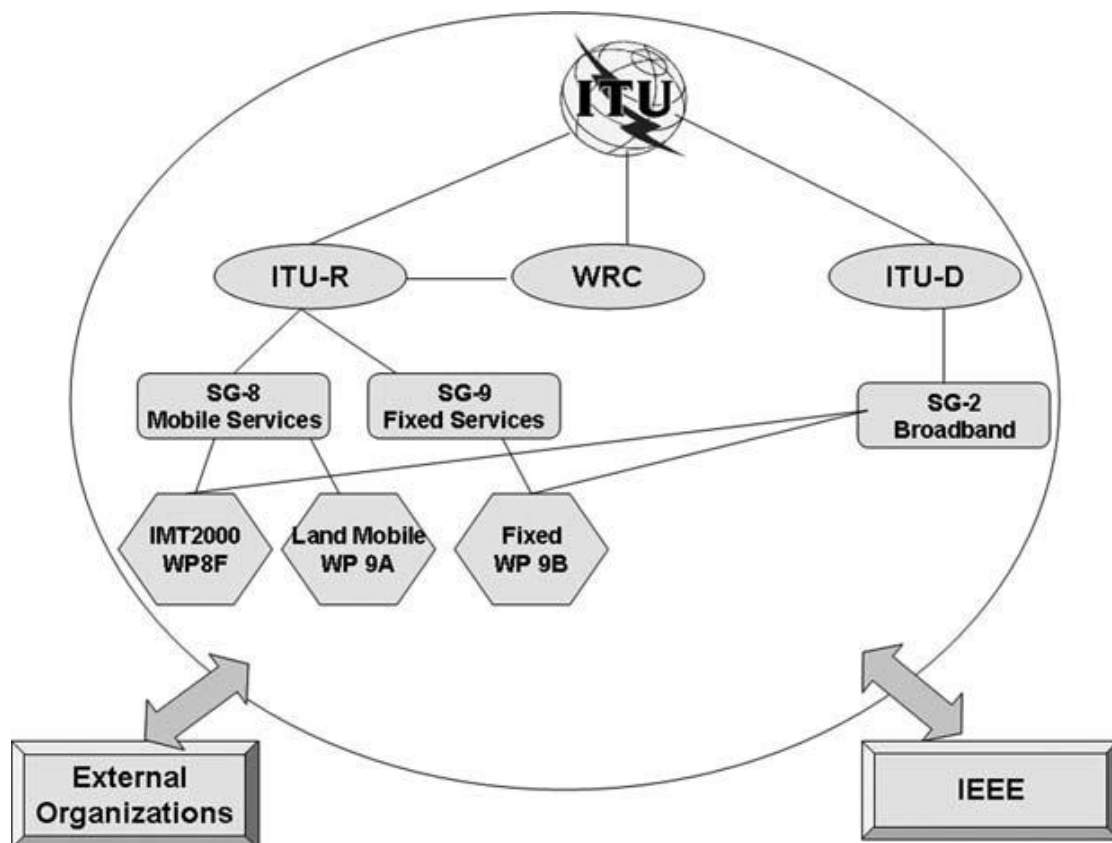 ITU
ITU-R
WRC
ITU-D
SG-8
Mobile Services
SG-9
Fixed Services
SG-2
Broadband
IMT2000
WP8F
Land Mobile
WP 9A
Fixed
WP 9B
External
Organizations
IEEE